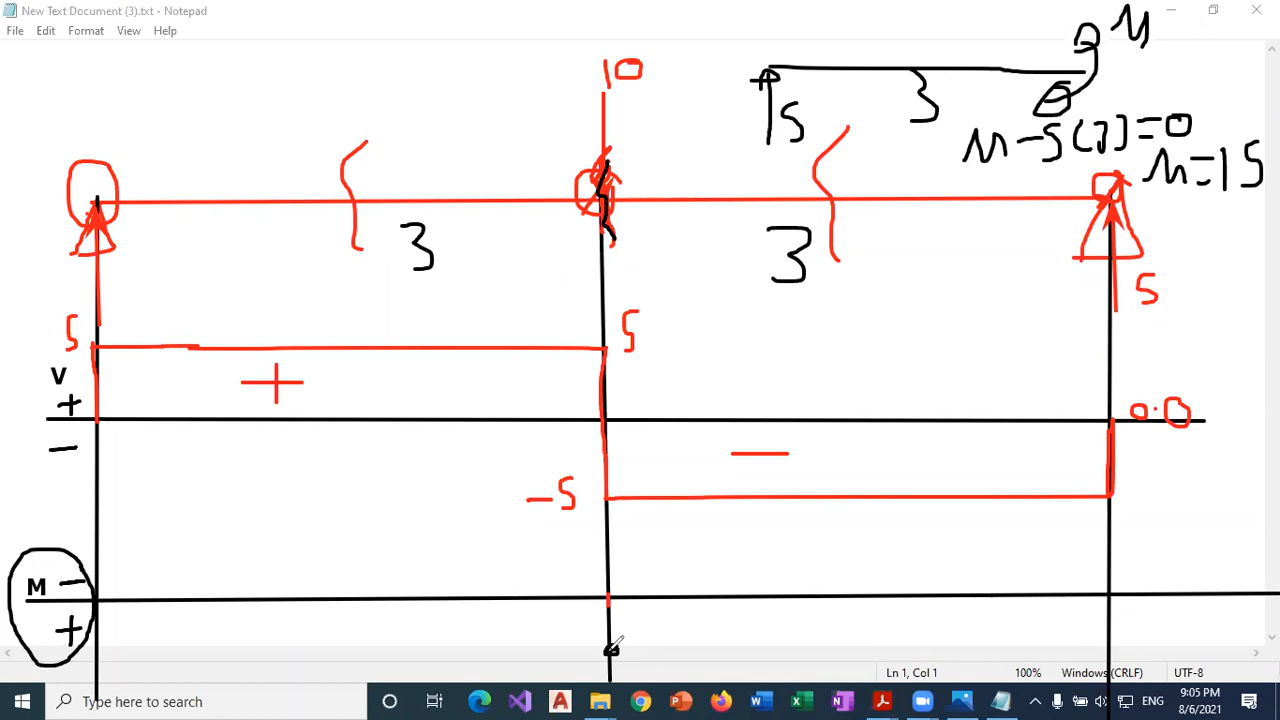 New Text Document (3).txt - Notepad
File Edit Format View Help
10
M
5
3
M-5(3)=0
M=15
3
3
5
5
5
V
+
-
+
0.0
-
-5
M -
+
Ln 1, Col 1 100% Windows (CRLF) UTF-8
Type here to search
ENG
9:05 PM
8/6/2021